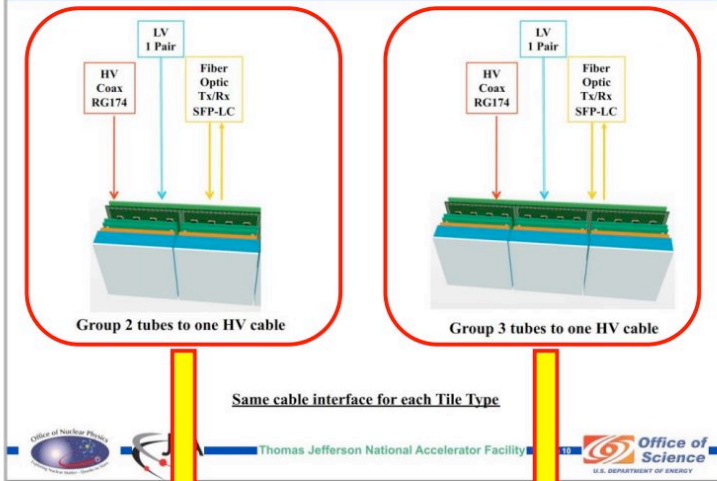 LV
1 Pair
HV
Coax
RG174
Fiber
Optic
Tx/Rx
SFP-LC
Group 2 tubes to one HV cable
LV
1 Pair
HV
Coax
RG174
Fiber
Optic
Tx/Rx
SFP-LC
Group 3 tubes to one HV cable
Same cable interface for each Tile Type
Office of Nuclear Physics
Thomas Jefferson National Accelerator Facility
10
Office of
Science
U.S. DEPARTMENT OF ENERGY